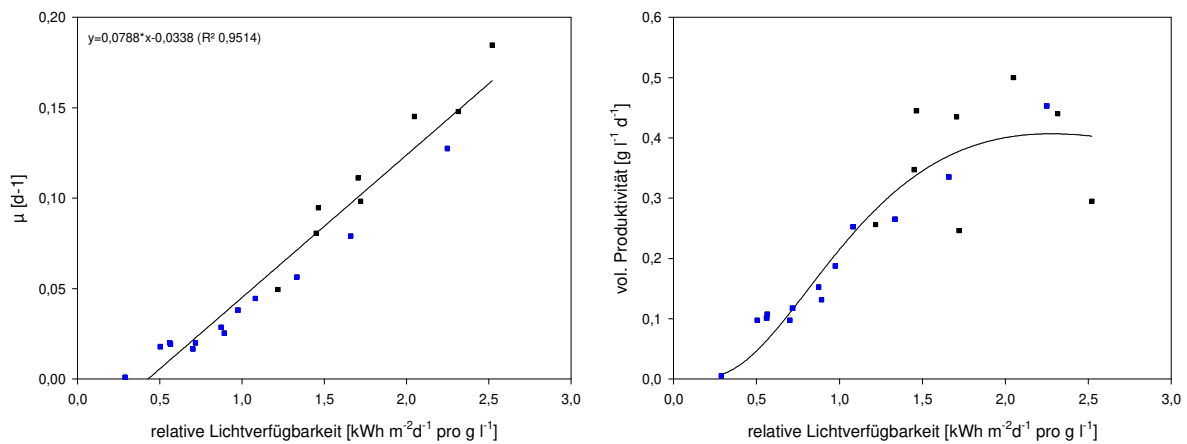 y=0,0788*x-0,0338 (R² 0,9514)
0,20
0,15
0,10
0,05
0,00
µ [d-1]
0,0 0,5 1,0 1,5 2,0 2,5 3,0
relative Lichtverfügbarkeit [kWh m⁻²d⁻¹ pro g l⁻¹]
0,6
0,5
0,4
0,3
0,2
0,1
0,0
vol. Produktivität [g l⁻¹ d⁻¹]
0,0 0,5 1,0 1,5 2,0 2,5 3,0
relative Lichtverfügbarkeit [kWh m⁻²d⁻¹ pro g l⁻¹]